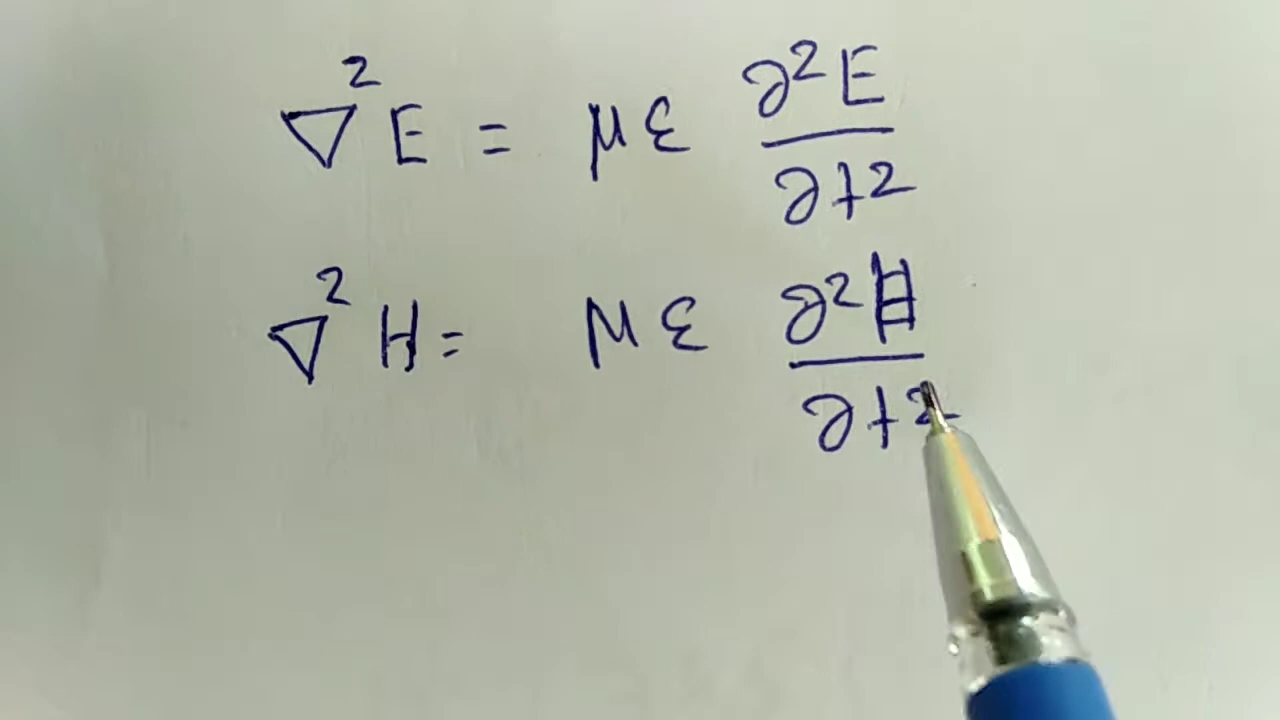 ∇²E = με ∂²E/∂t²
∇²H = με ∂²H/∂t²